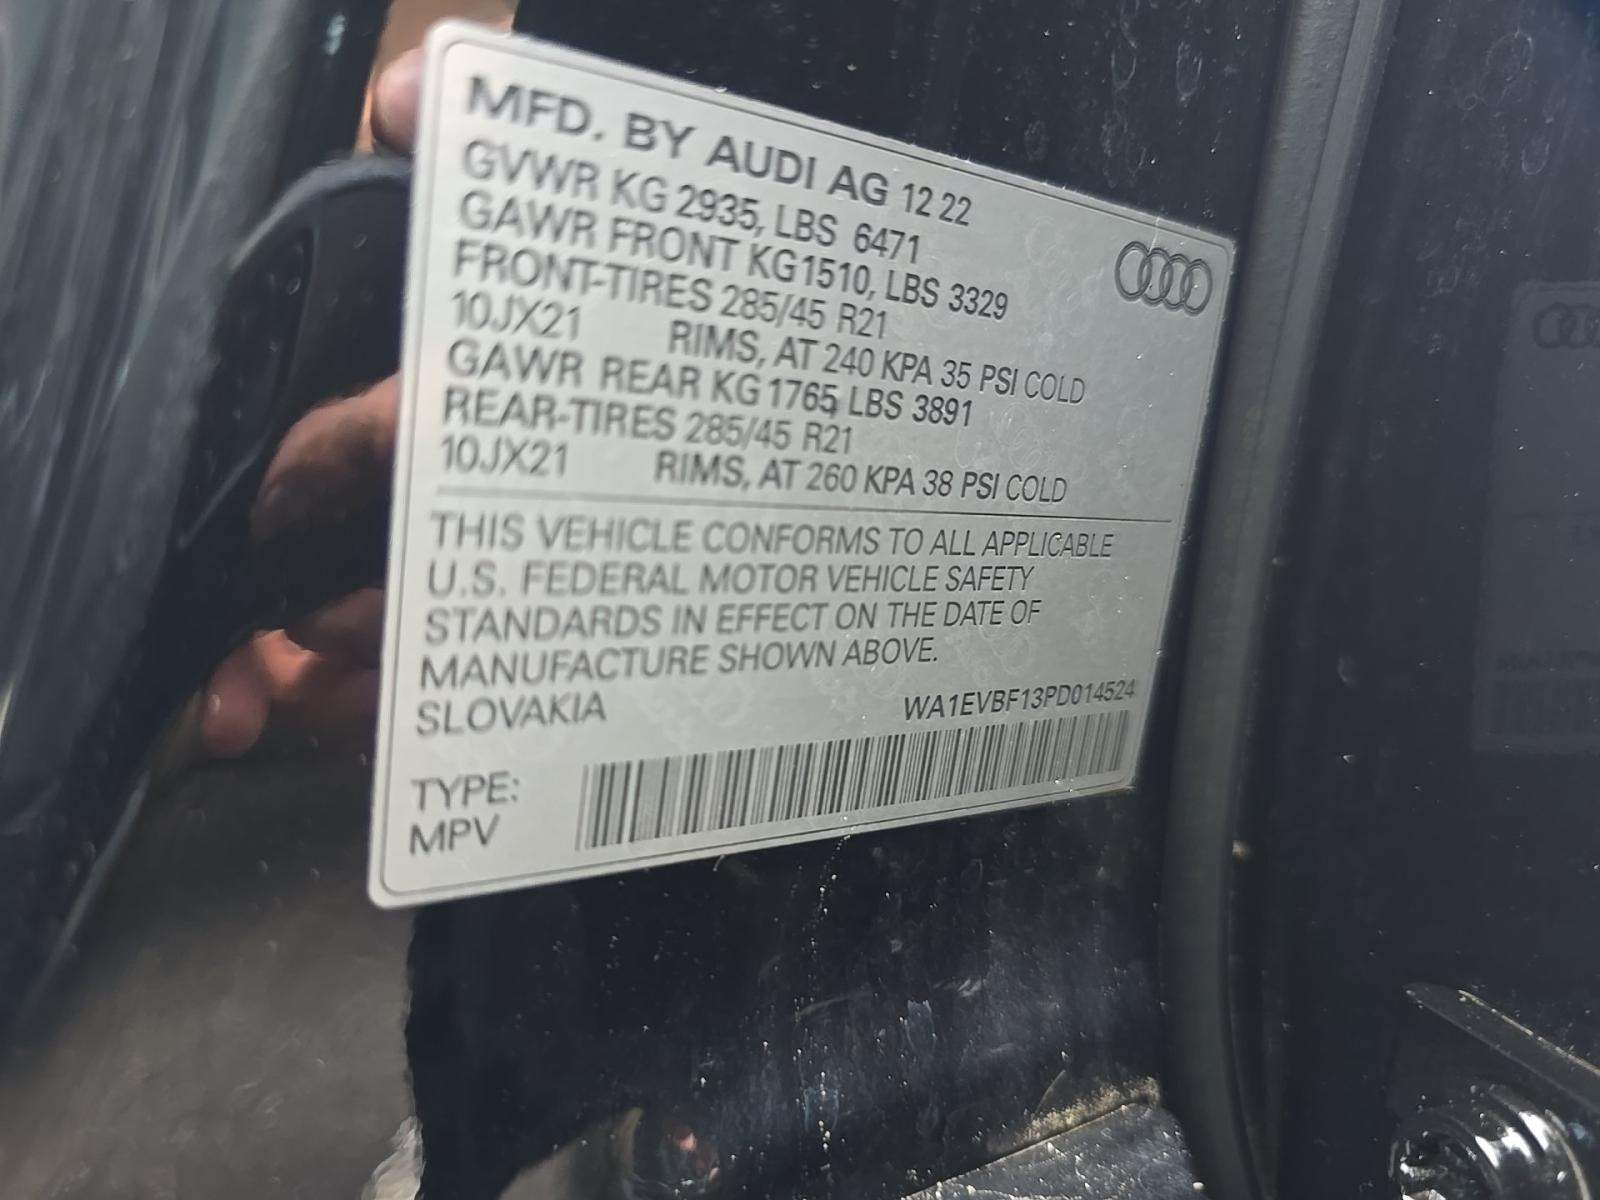 MFD. BY AUDI AG 12 22
GVWR KG 2935, LBS 6471
GAWR FRONT KG1510, LBS 3329
FRONT-TIRES 285/45 R21
10JX21 RIMS, AT 240 KPA 35 PSI COLD
GAWR REAR KG1765, LBS 3891
REAR-TIRES 285/45 R21
10JX21 RIMS, AT 260 KPA 38 PSI COLD
THIS VEHICLE CONFORMS TO ALL APPLICABLE
U.S. FEDERAL MOTOR VEHICLE SAFETY
STANDARDS IN EFFECT ON THE DATE OF
MANUFACTURE SHOWN ABOVE.
SLOVAKIA WA1EVBF13PD014524
TYPE:
MPV